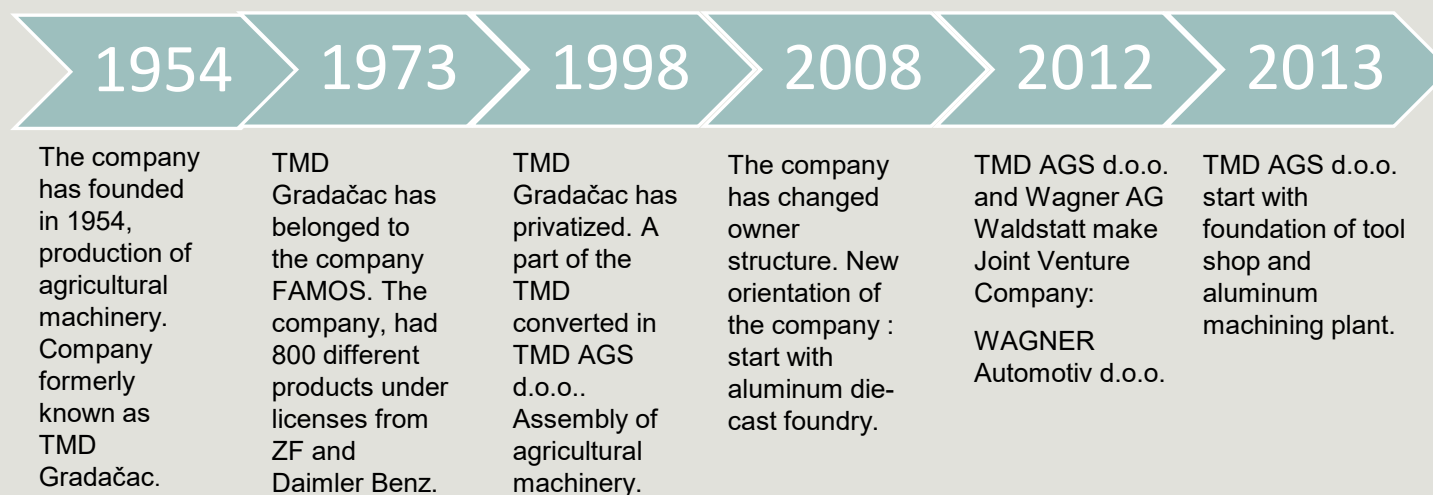 1954
1973
1998
2008
2012
2013
The company
has founded
in 1954,
production of
agricultural
machinery.
Company
formerly
known as
TMD
Gradačac.
TMD
Gradačac has
belonged to
the company
FAMOS. The
company, had
800 different
products under
licenses from
ZF and
Daimler Benz.
TMD
Gradačac has
privatized. A
part of the
TMD
converted in
TMD AGS
d.o.o..
Assembly of
agricultural
machinery.
The company
has changed
owner
structure. New
orientation of
the company :
start with
aluminum die-
cast foundry.
TMD AGS d.o.o.
and Wagner AG
Waldstatt make
Joint Venture
Company:
WAGNER
Automotiv d.o.o.
TMD AGS d.o.o.
start with
foundation of tool
shop and
aluminum
machining plant.